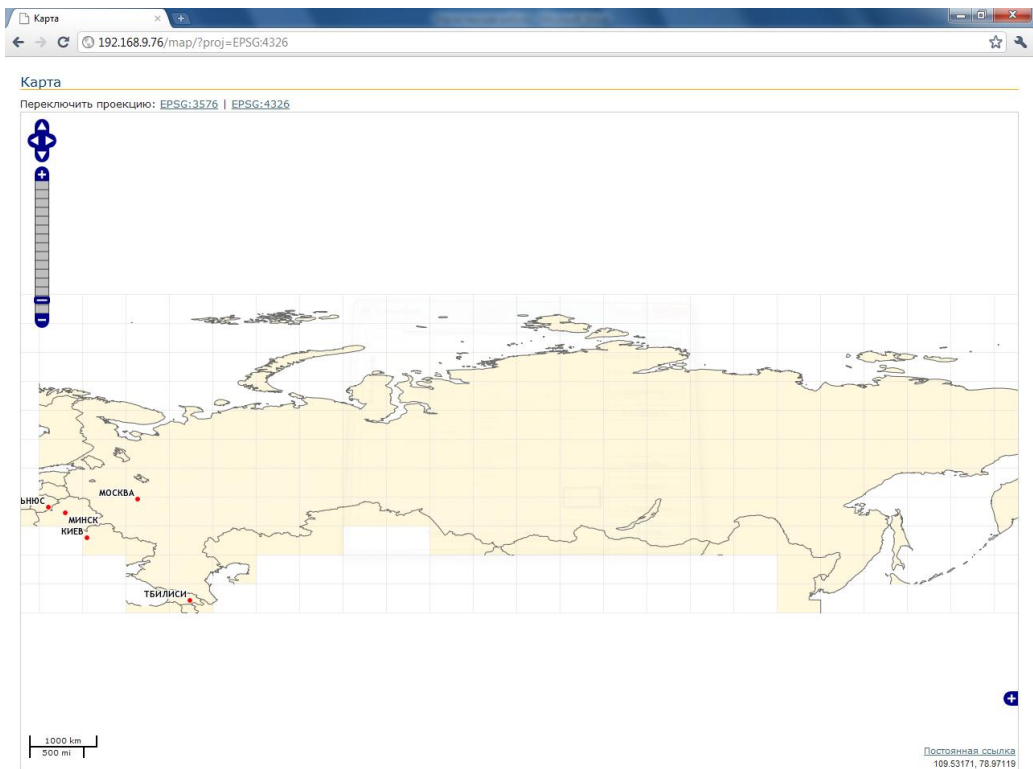 Карта
192.168.9.76/map/?proj=EPSG:4326
Карта
Переключить проекцию: EPSG:3576 | EPSG:4326
МОСКВА
ЬНЮС
МИНСК
КИЕВ
ТБИЛИСИ
1000 km
500 mi
Постоянная ссылка
109.53171, 78.97119